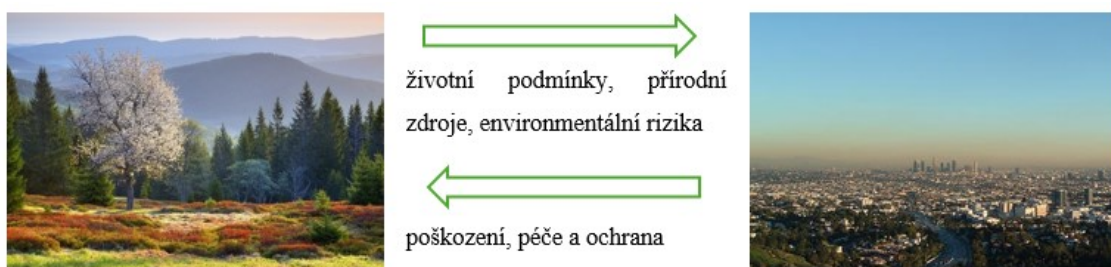 životní podmínky, přírodní
zdroje, environmentální rizika
poškození, péče a ochrana